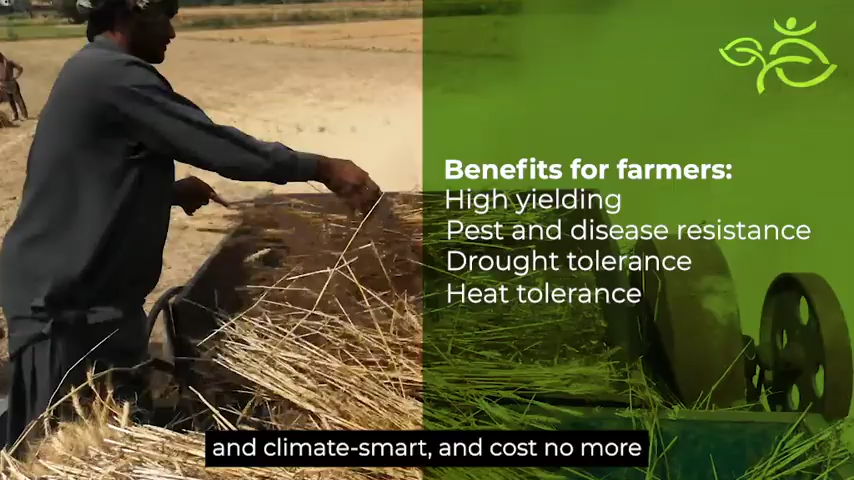 Benefits for farmers:
High yielding
Pest and disease resistance
Drought tolerance
Heat tolerance
and climate-smart, and cost no more